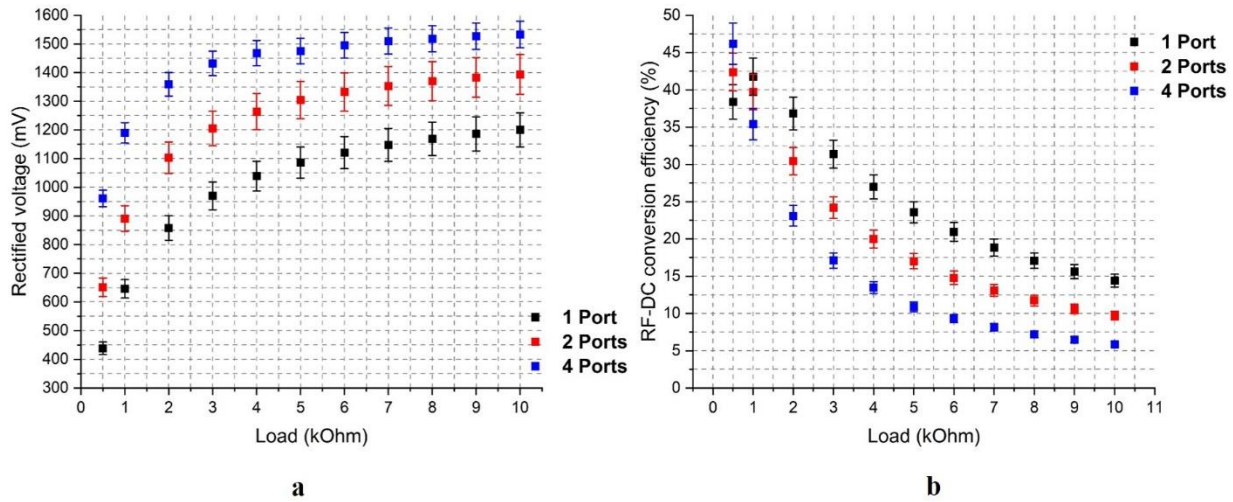 1600
1500
1400
1300
1200
1100
1000
900
800
700
600
500
400
300
Rectified voltage (mV)
0 1 2 3 4 5 6 7 8 9 10
Load (kOhm)
1 Port
2 Ports
4 Ports
a
50
45
40
35
30
25
20
15
10
5
0
RF-DC conversion efficiency (%)
0 1 2 3 4 5 6 7 8 9 10 11
Load (kOhm)
1 Port
2 Ports
4 Ports
b